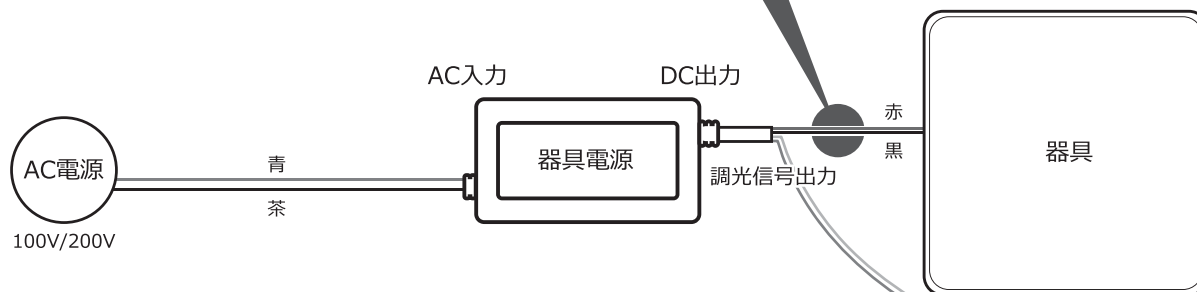 AC電源
100V/200V
青
茶
AC入力
器具電源
DC出力
調光信号出力
赤
黒
器具